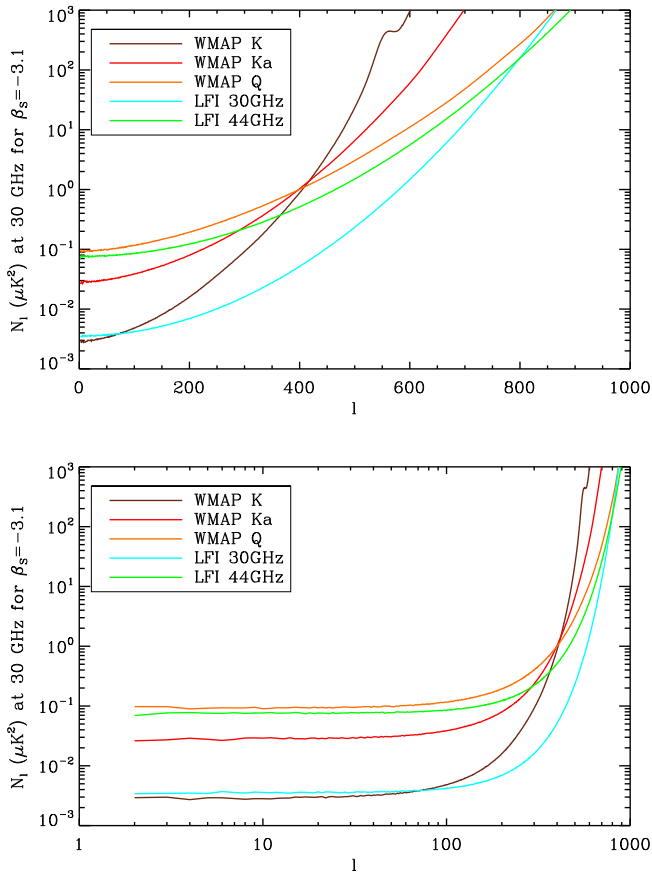 10³
10²
10¹
10⁰
10⁻¹
10⁻²
10⁻³
N_l (μK²) at 30 GHz for β_S=−3.1
WMAP K
WMAP Ka
WMAP Q
LFI 30GHz
LFI 44GHz
0 200 400 600 800 1000
l
10³
10²
10¹
10⁰
10⁻¹
10⁻²
10⁻³
N_l (μK²) at 30 GHz for β_S=−3.1
WMAP K
WMAP Ka
WMAP Q
LFI 30GHz
LFI 44GHz
1 10 100 1000
l